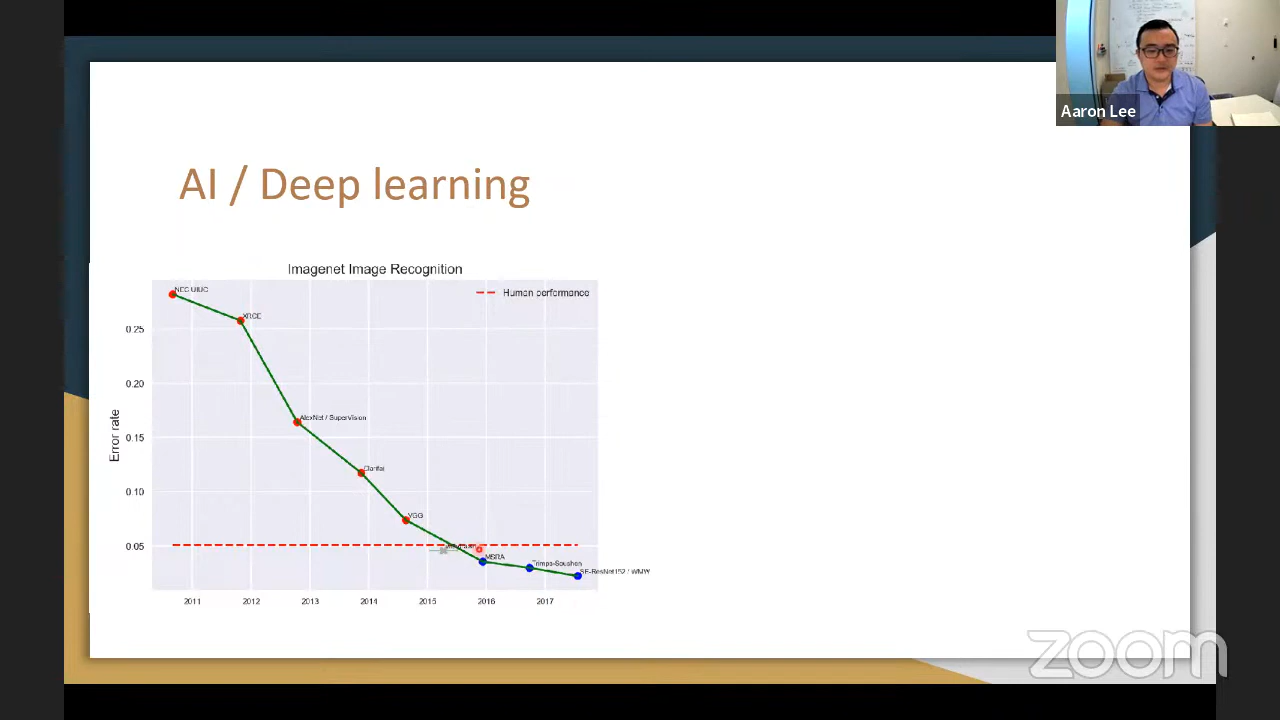 Aaron Lee
AI / Deep learning
Imagenet Image Recognition
Human performance
NEC UIUC
XRCE
AlexNet / SuperVision
Clarifai
VGG
MSRA
Trimps-Soushen
SE-ResNet152 / WMW
Error rate
0.25
0.20
0.15
0.10
0.05
2011 2012 2013 2014 2015 2016 2017
zoom